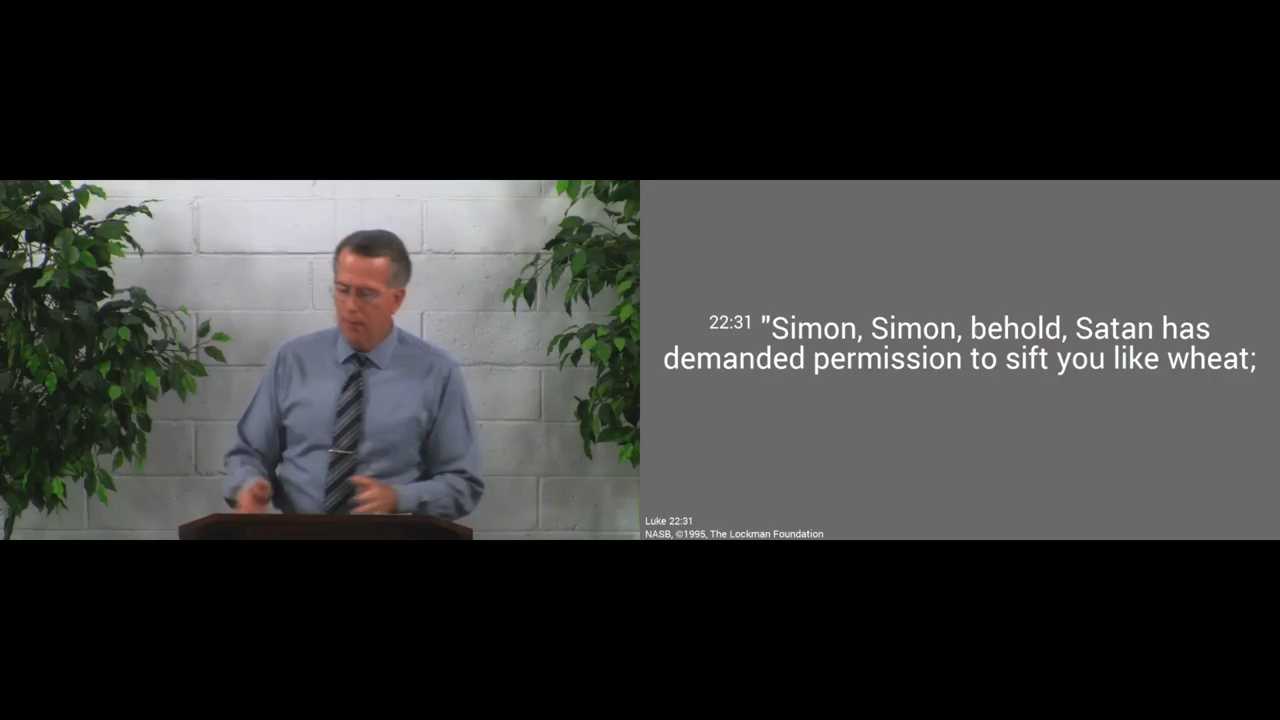 22:31 "Simon, Simon, behold, Satan has
demanded permission to sift you like wheat;
Luke 22:31
NASB, ©1995, The Lockman Foundation